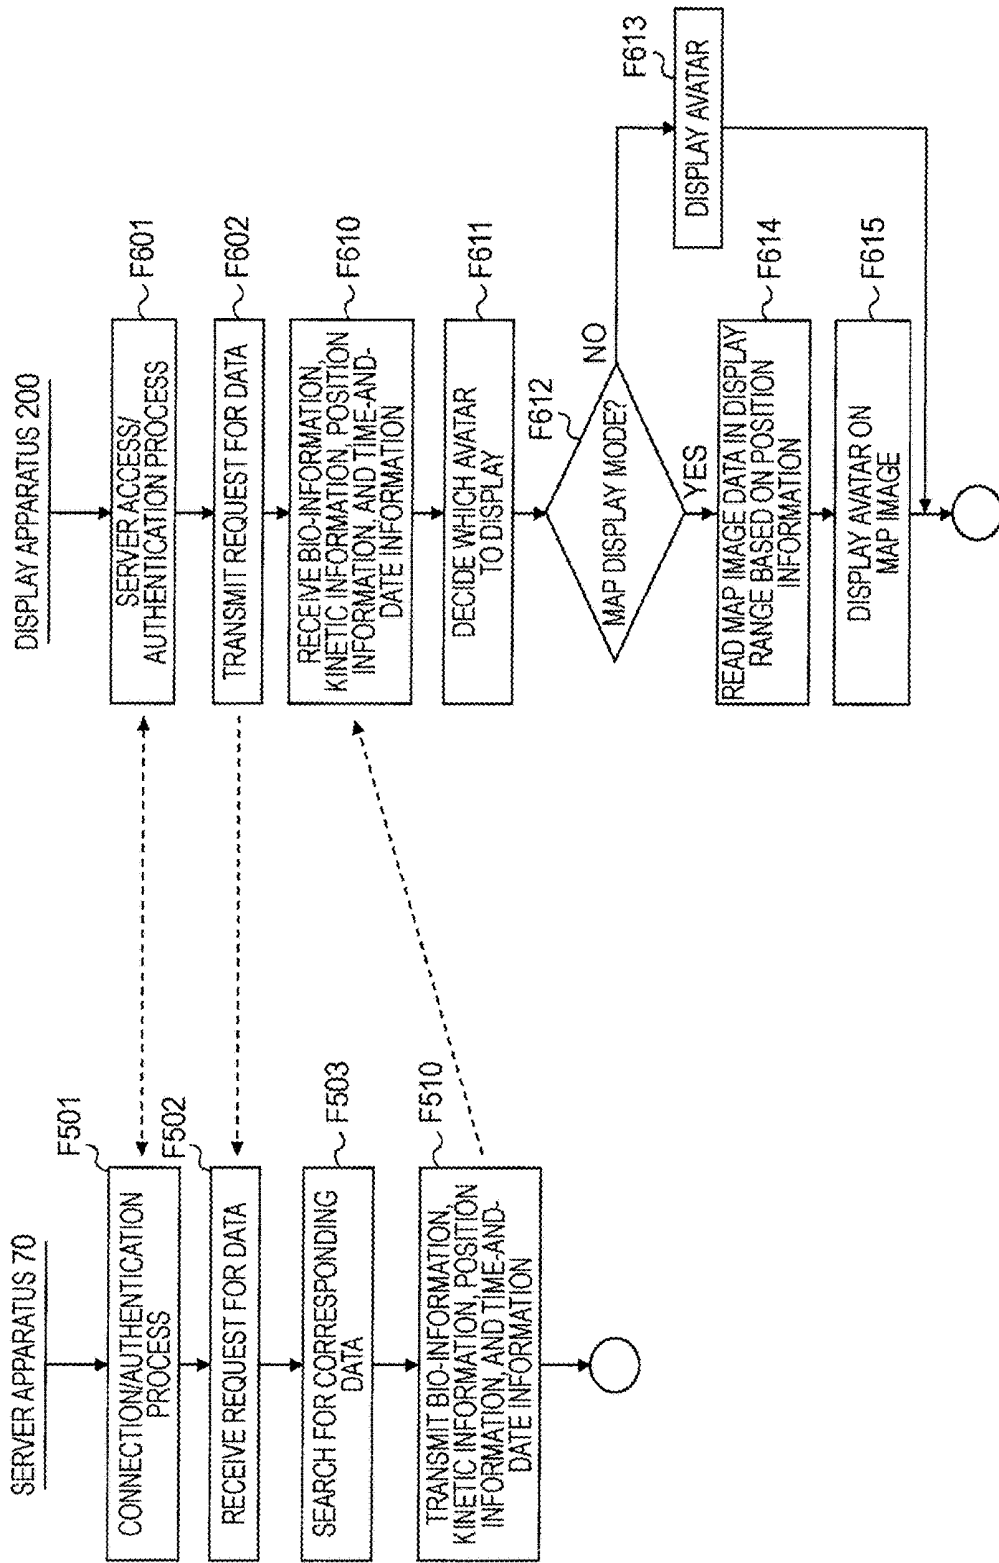 SERVER APPARATUS 70
F501
CONNECTION/AUTHENTICATION
PROCESS
F502
RECEIVE REQUEST FOR DATA
F503
SEARCH FOR CORRESPONDING
DATA
F510
TRANSMIT BIO-INFORMATION,
KINETIC INFORMATION, POSITION
INFORMATION, AND TIME-AND-
DATE INFORMATION
DISPLAY APPARATUS 200
F601
SERVER ACCESS/
AUTHENTICATION PROCESS
F602
TRANSMIT REQUEST FOR DATA
F610
RECEIVE BIO-INFORMATION,
KINETIC INFORMATION, POSITION
INFORMATION, AND TIME-AND-
DATE INFORMATION
F611
DECIDE WHICH AVATAR
TO DISPLAY
F612
MAP DISPLAY MODE?
NO
YES
F613
DISPLAY AVATAR
F614
READ MAP IMAGE DATA IN DISPLAY
RANGE BASED ON POSITION
INFORMATION
F615
DISPLAY AVATAR ON
MAP IMAGE